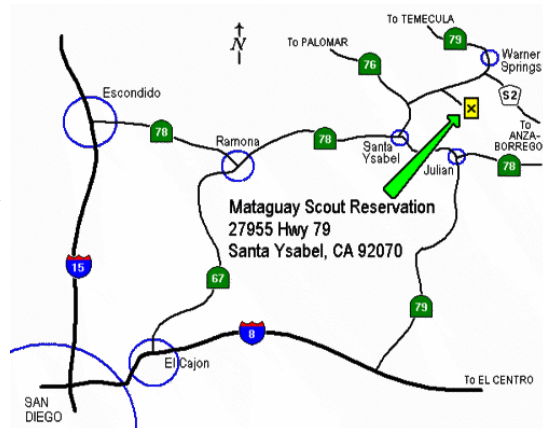 To TEMECULA
N
To PALOMAR
79
Warner
Springs
76
Escondido
S2
To
ANZA-
BORREGO
78
Ramona
78
Santa
Ysabel
Julian
78
Mataguay Scout Reservation
27955 Hwy 79
Santa Ysabel, CA 92070
15
67
79
8
El Cajon
To EL CENTRO
SAN
DIEGO